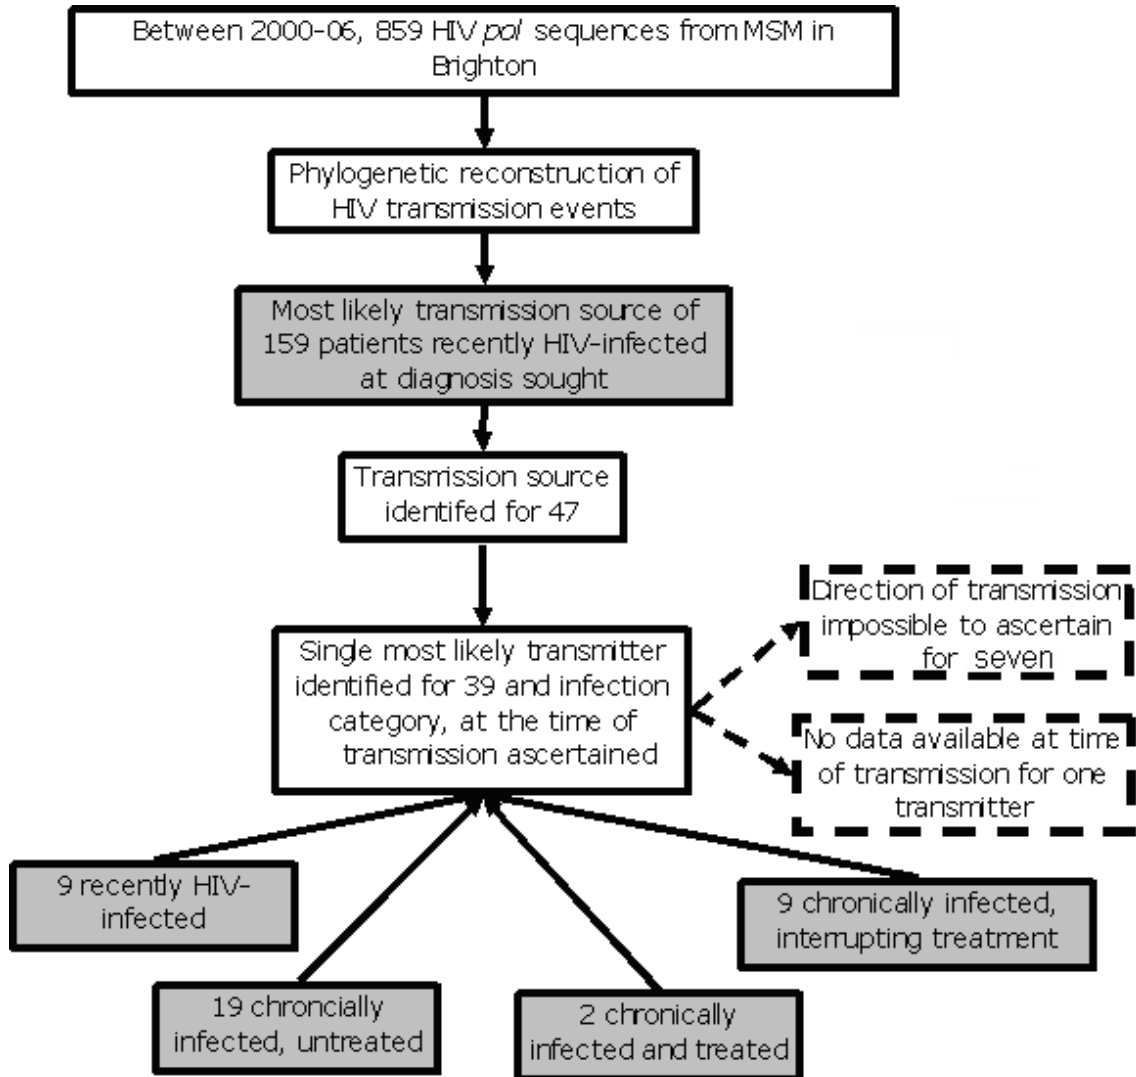 Between 2000-06, 859 HIV pol sequences from MSM in
Brighton
Phylogenetic reconstruction of
HIV transmission events
Most likely transmission source of
159 patients recently HIV-infected
at diagnosis sought
Transmission source
identifed for 47
Direction of transmission
impossible to ascertain
for seven
Single most likely transmitter
identified for 39 and infection
category, at the time of
transmission ascertained
No data available at time
of transmission for one
transmitter
9 recently HIV-
infected
9 chronically infected,
interrupting treatment
19 chroncially
infected, untreated
2 chronically
infected and treated